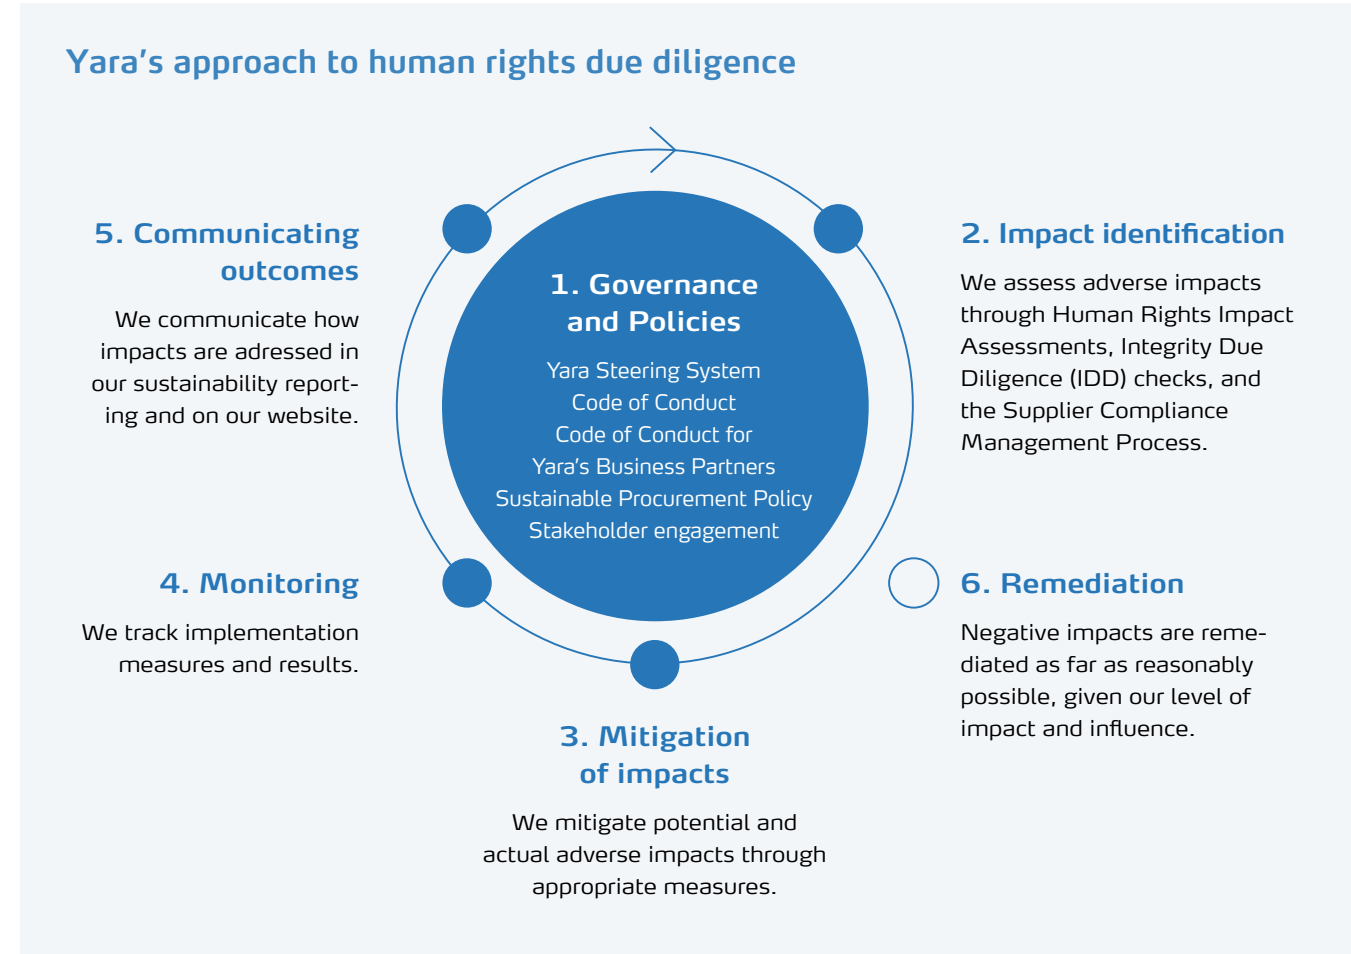 Yara's approach to human rights due diligence
1. Governance
and Policies
Yara Steering System
Code of Conduct
Code of Conduct for
Yara's Business Partners
Sustainable Procurement Policy
Stakeholder engagement
2. Impact identification
We assess adverse impacts
through Human Rights Impact
Assessments, Integrity Due
Diligence (IDD) checks, and
the Supplier Compliance
Management Process.
3. Mitigation
of impacts
We mitigate potential and
actual adverse impacts through
appropriate measures.
4. Monitoring
We track implementation
measures and results.
5. Communicating
outcomes
We communicate how
impacts are adressed in
our sustainability report-
ing and on our website.
6. Remediation
Negative impacts are reme-
diated as far as reasonably
possible, given our level of
impact and influence.